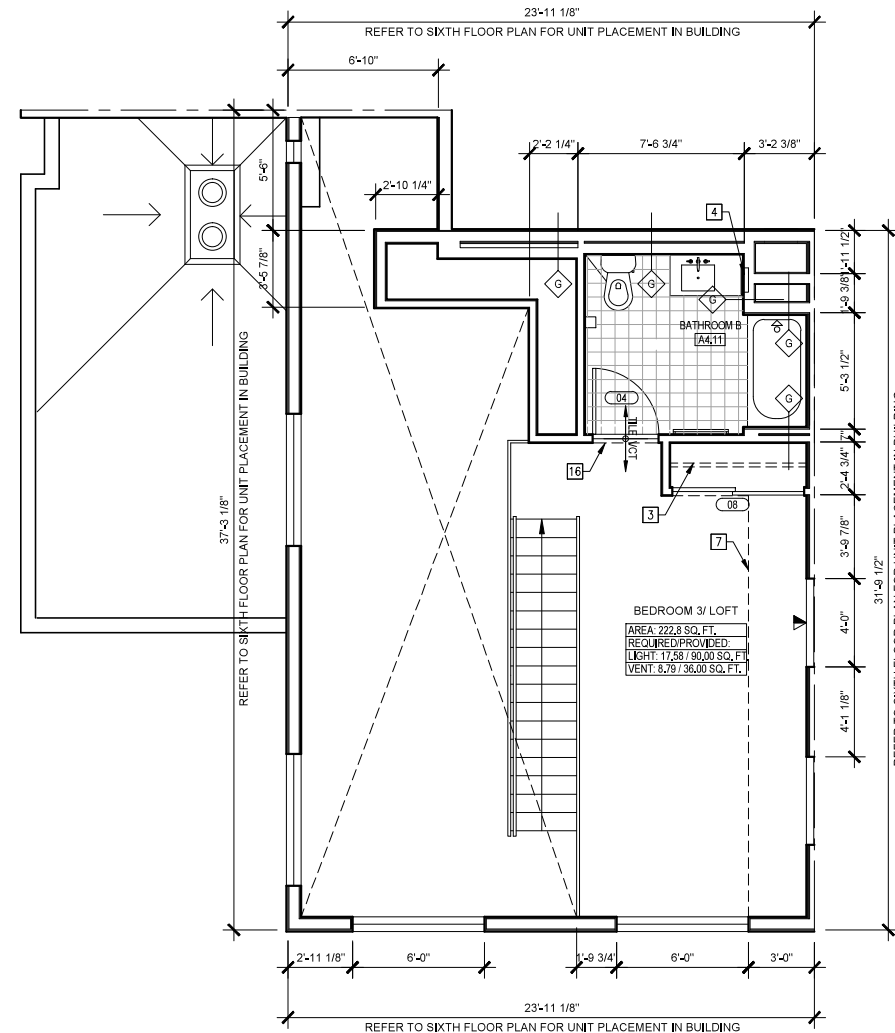 23'-11 1/8"
REFER TO SIXTH FLOOR PLAN FOR UNIT PLACEMENT IN BUILDING
6'-10"
2'-2 1/4"
7'-6 3/4"
3'-2 3/8"
5'-6"
2'-10 1/4"
3'-5 7/8"
4
G
G
G
G
G
BATHROOM B
A4.11
04
TILE
VCT
16
3
08
7
1'-9 3/8"
5'-3 1/2"
2'-4 3/4"
3'-9 7/8"
4'-0"
4'-1 1/8"
31'-9 1/2"
37'-3 1/8"
REFER TO SIXTH FLOOR PLAN FOR UNIT PLACEMENT IN BUILDING
BEDROOM 3/ LOFT
AREA: 222.8 SQ. FT.
REQUIRED/PROVIDED:
LIGHT: 17.58 / 90.00 SQ. FT
VENT: 8.79 / 36.00 SQ. FT.
2'-11 1/8"
6'-0"
1'-9 3/4"
6'-0"
3'-0"
23'-11 1/8"
REFER TO SIXTH FLOOR PLAN FOR UNIT PLACEMENT IN BUILDING